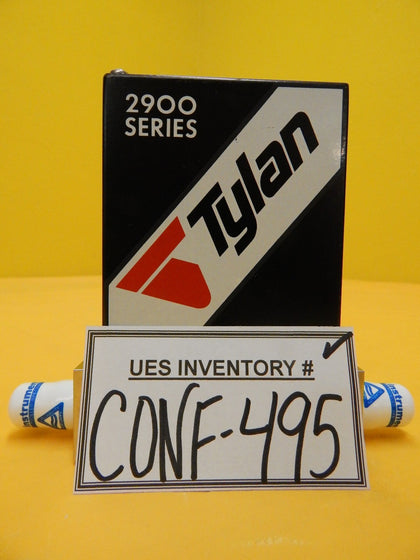 2900
SERIES
Tylan
UES INVENTORY #
CONF-495